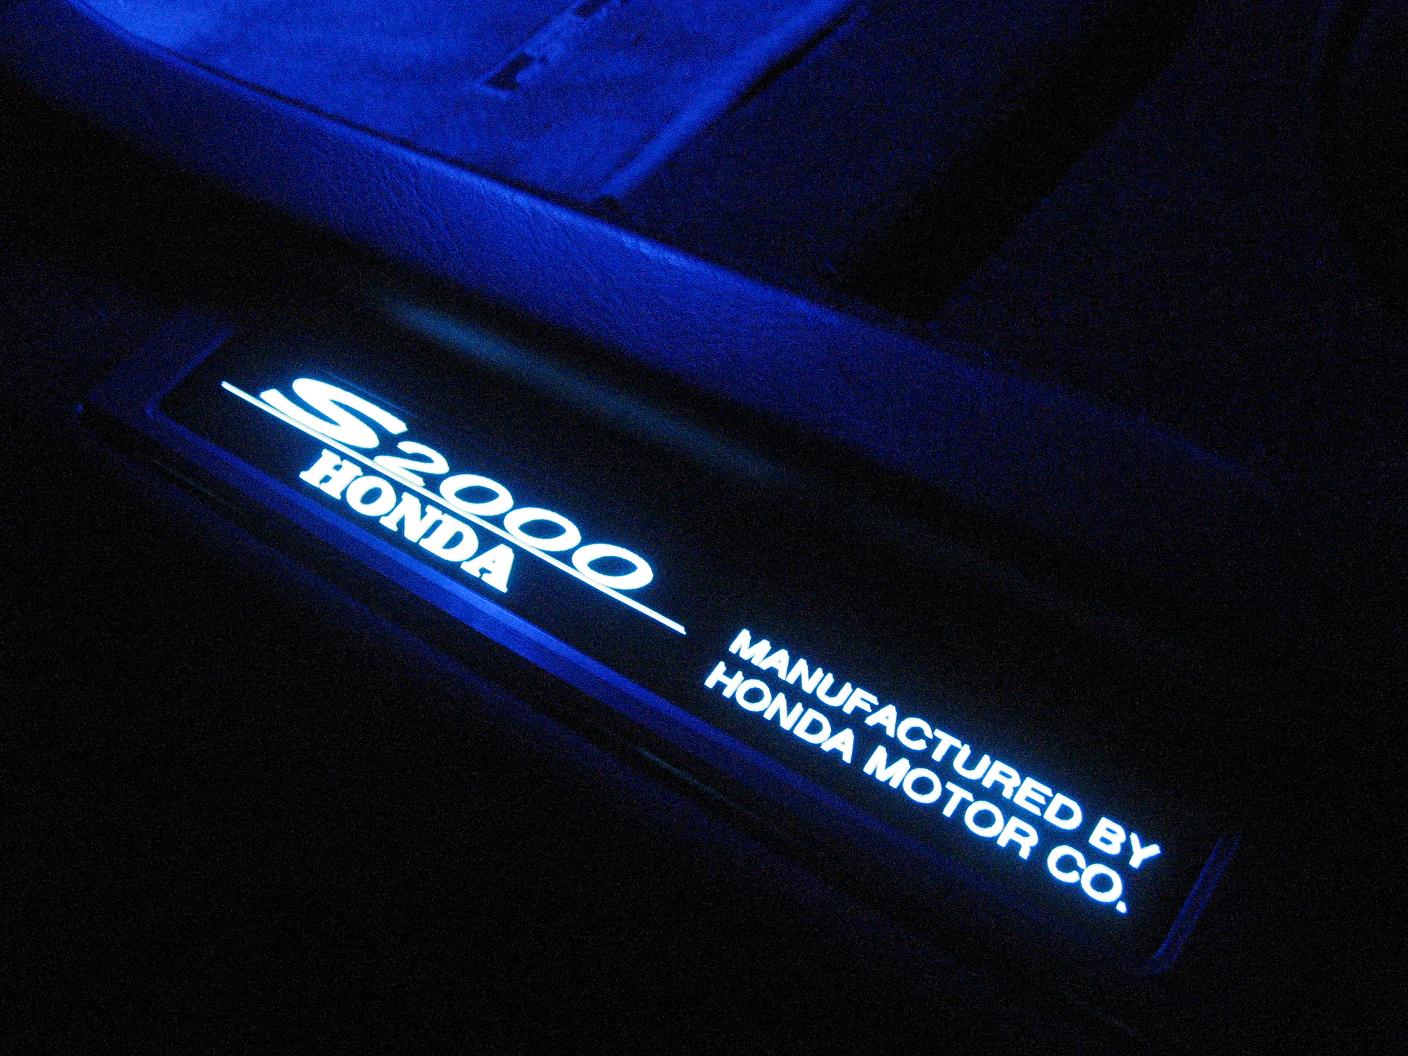 S2000
HONDA
MANUFACTURED BY
HONDA MOTOR CO.